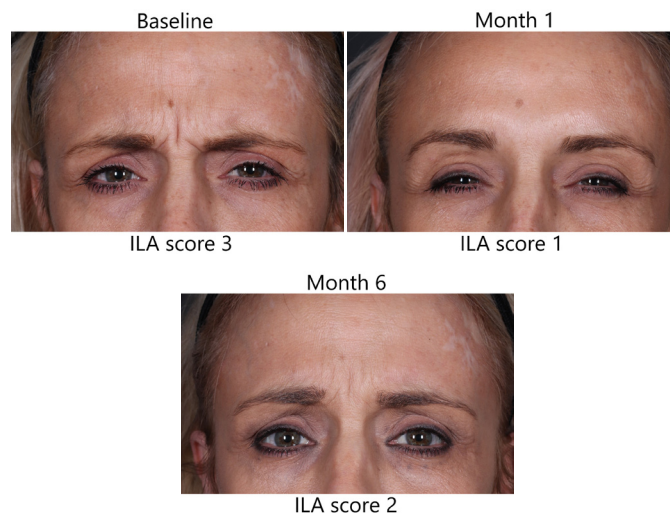 Baseline
Month 1
ILA score 3
ILA score 1
Month 6
ILA score 2